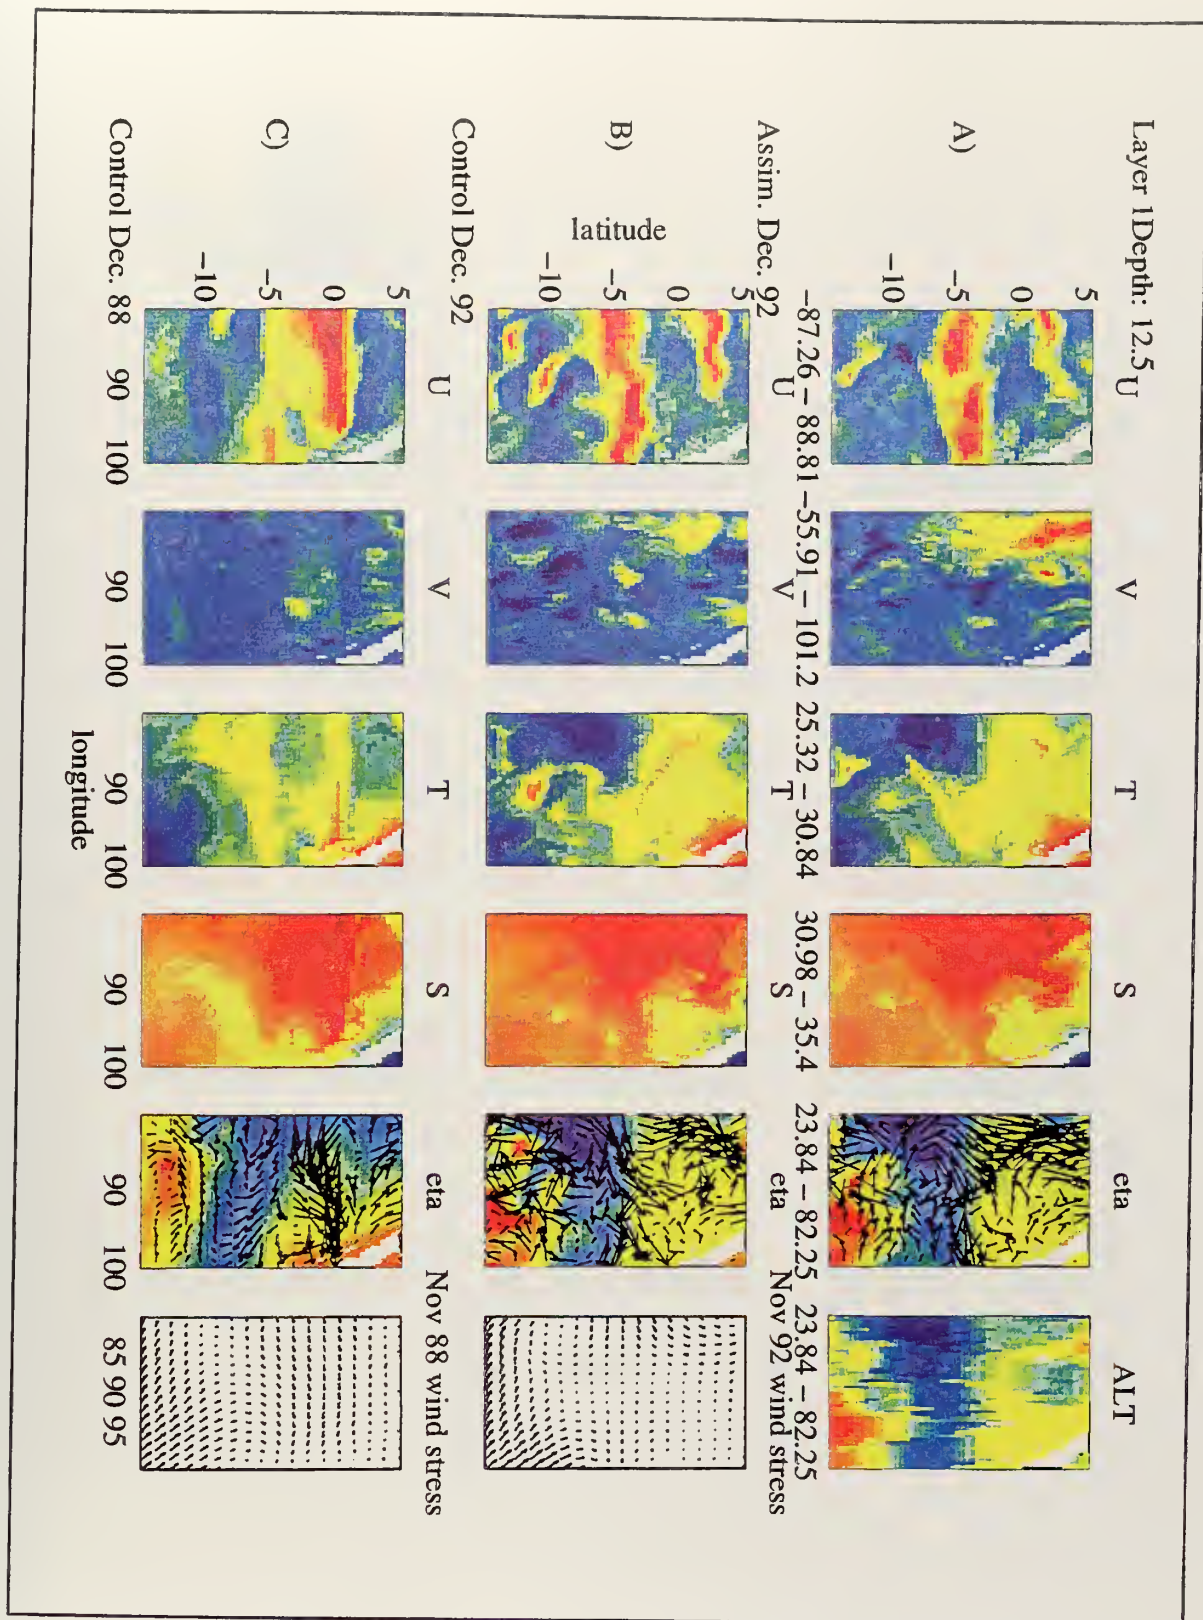 Layer 1Depth: 12.5
U V T S eta ALT
5
0
A)
−5
−10
−87.26 − 88.81 −55.91 − 101.2 25.32 − 30.84 30.98 − 35.4 23.84 − 82.25 23.84 − 82.25
Assim. Dec. 92 U V T S eta Nov 92 wind stress
5
0
B)
latitude
−5
−10
Control Dec. 92 U V T S eta Nov 88 wind stress
5
0
C)
−5
−10
Control Dec. 88 90 100 90 100 90 100 90 100 90 100 85 90 95
longitude